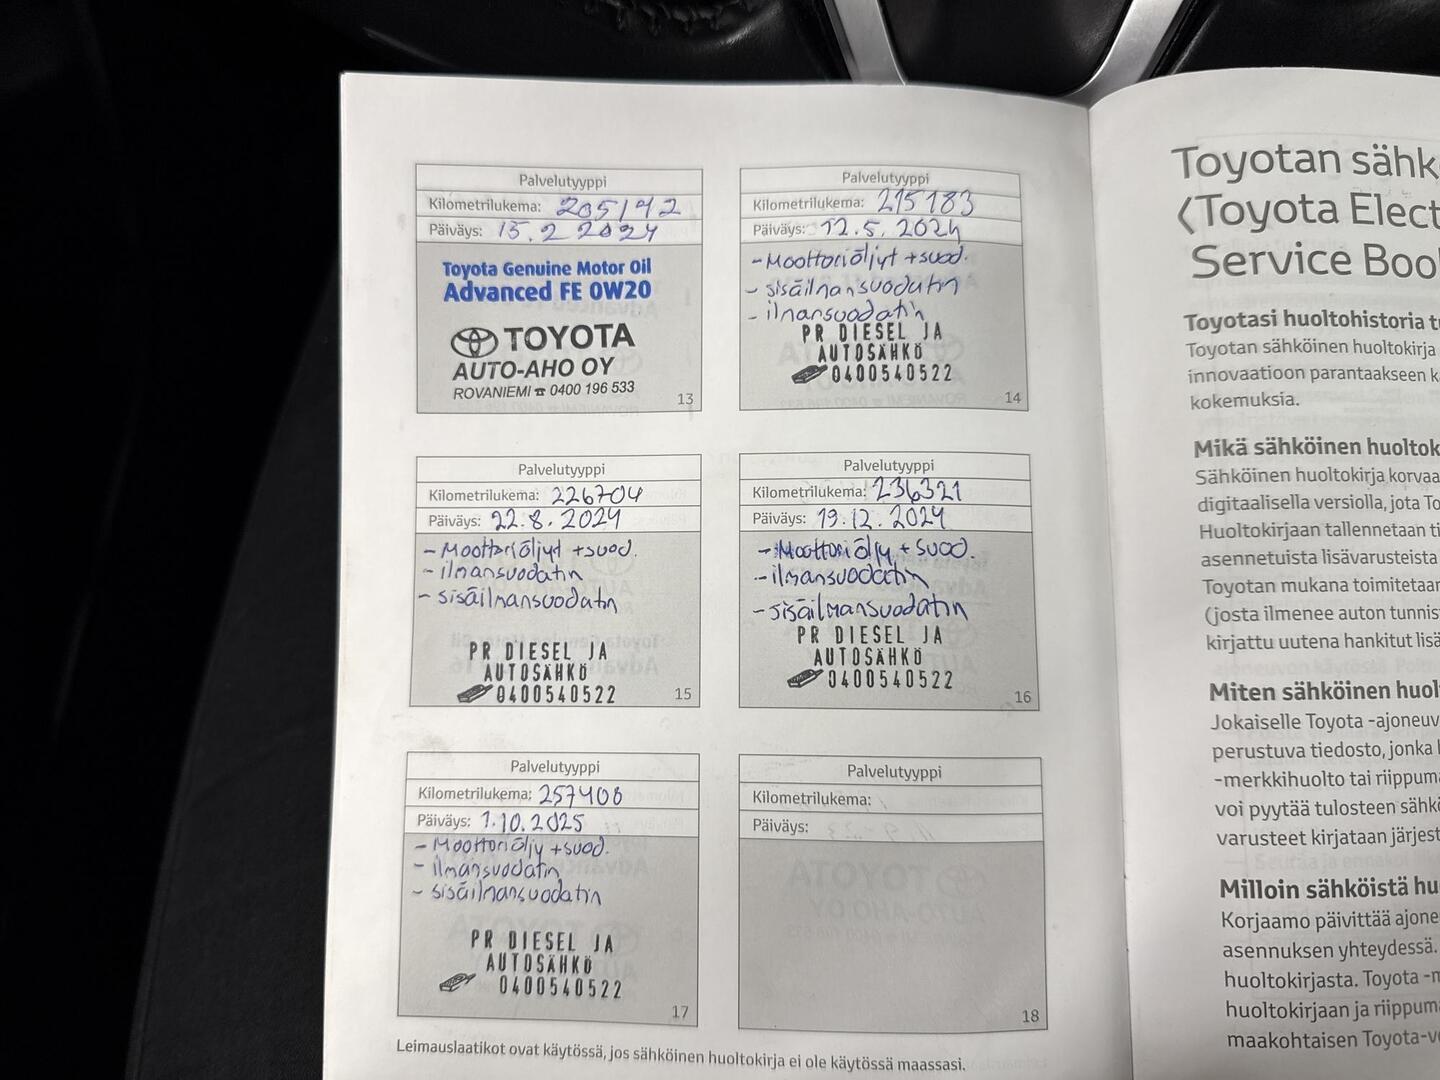 Palvelutyyppi
Kilometrilukema: 205192
Päiväys: 15.2 2024
Toyota Genuine Motor Oil
Advanced FE 0W20
TOYOTA
AUTO-AHO OY
ROVANIEMI ☎ 0400 196 533
13
Palvelutyyppi
Kilometrilukema: 215183
Päiväys: 12.5. 2024
- Moottoriöljyt + suod.
- sisäilmansuodatin
- ilmansuodatin
PR DIESEL JA
AUTOSÄHKÖ
0400540522
14
Palvelutyyppi
Kilometrilukema: 226704
Päiväys: 22.8.2024
- Moottoriöljyt + suod.
- ilmansuodatin
- sisäilmansuodatin
PR DIESEL JA
AUTOSÄHKÖ
0400540522
15
Palvelutyyppi
Kilometrilukema: 236321
Päiväys: 19.12.2024
- Moottoriöljy + suod.
- ilmansuodatin
- sisäilmansuodatin
PR DIESEL JA
AUTOSÄHKÖ
0400540522
16
Palvelutyyppi
Kilometrilukema: 257408
Päiväys: 1.10.2025
- Moottoriöljy + suod.
- ilmansuodatin
- sisäilmansuodatin
PR DIESEL JA
AUTOSÄHKÖ
0400540522
17
Palvelutyyppi
Kilometrilukema:
Päiväys:
18
Leimauslaatikot ovat käytössä, jos sähköinen huoltokirja ei ole käytössä maassasi.
Toyotan sähk
(Toyota Elect
Service Boo
Toyotasi huoltohistoria
Toyotan sähköinen huoltokirja
innovaatioon parantaakseen k
kokemuksia.
Mikä sähköinen huoltok
Sähköinen huoltokirja korvaa
digitaalisella versiolla, jota To
Huoltokirjaan tallennetaan
asennetuista lisävarusteista
Toyotan mukana toimitetaan
(josta ilmenee auton tunnis
kirjattu uutena hankitut lisä
Miten sähköinen huol
Jokaiselle Toyota -ajoneuv
perustuva tiedosto, jonka
-merkkihuolto tai riippuma
voi pyytää tulosteen sähkö
varusteet kirjataan järjest
Milloin sähköistä hu
Korjaamo päivittää ajone
asennuksen yhteydessä.
huoltokirjasta. Toyota -m
huoltokirjaan ja riippuma
maakohtaisen Toyota-v